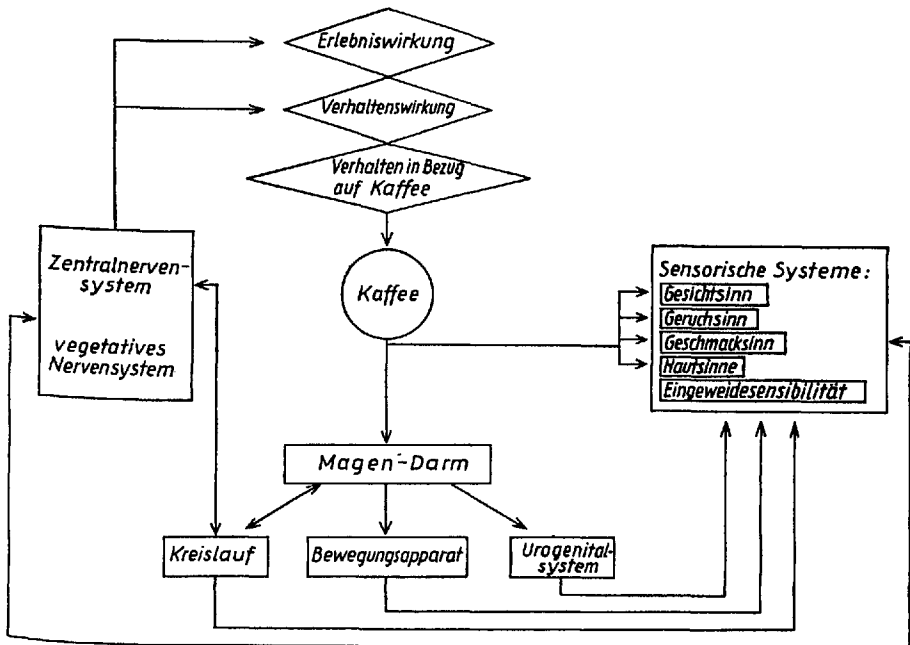 Erlebniswirkung
Verhaltenswirkung
Verhalten in Bezug
auf Kaffee
Zentralnerven-
system
vegetatives
Nervensystem
Kaffee
Sensorische Systeme:
Gesichtsinn
Geruchsinn
Geschmacksinn
Hautsinne
Eingeweidesensibilität
Magen-Darm
Kreislauf
Bewegungsapparat
Urogenital-
system